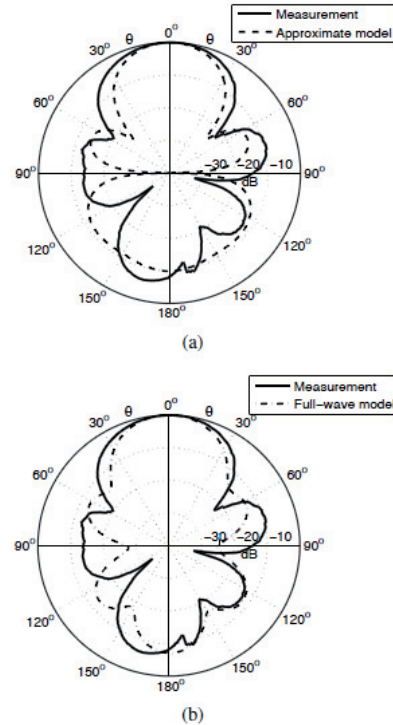 Measurement
Approximate model
0° θ θ
30° 30°
60° 60°
90° 90°
−30 −20 −10
dB
120° 120°
150° 150°
180°
(a)
Measurement
Full−wave model
0° θ θ
30° 30°
60° 60°
90° 90°
−30 −20 −10
dB
120° 120°
150° 150°
180°
(b)